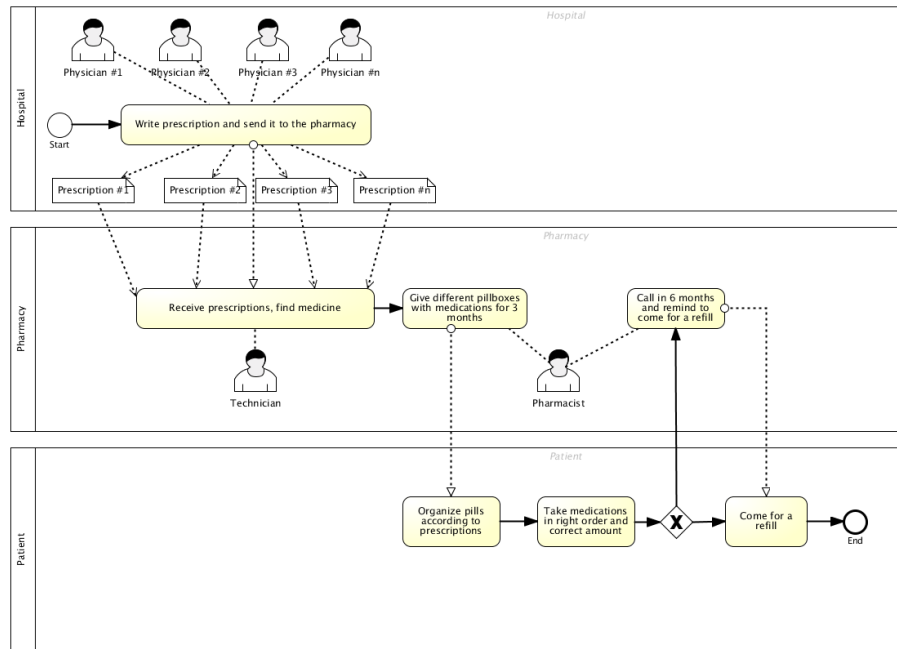 Hospital
Hospital
Physician #1
Physician #2
Physician #3
Physician #n
Start
Write prescription and send it to the pharmacy
Prescription #1
Prescription #2
Prescription #3
Prescription #n
Pharmacy
Pharmacy
Receive prescriptions, find medicine
Give different pillboxes
with medications for 3
months
Call in 6 months
and remind to
come for a refill
Technician
Pharmacist
Patient
Patient
Organize pills
according to
prescriptions
Take medications
in right order and
correct amount
X
Come for a
refill
End